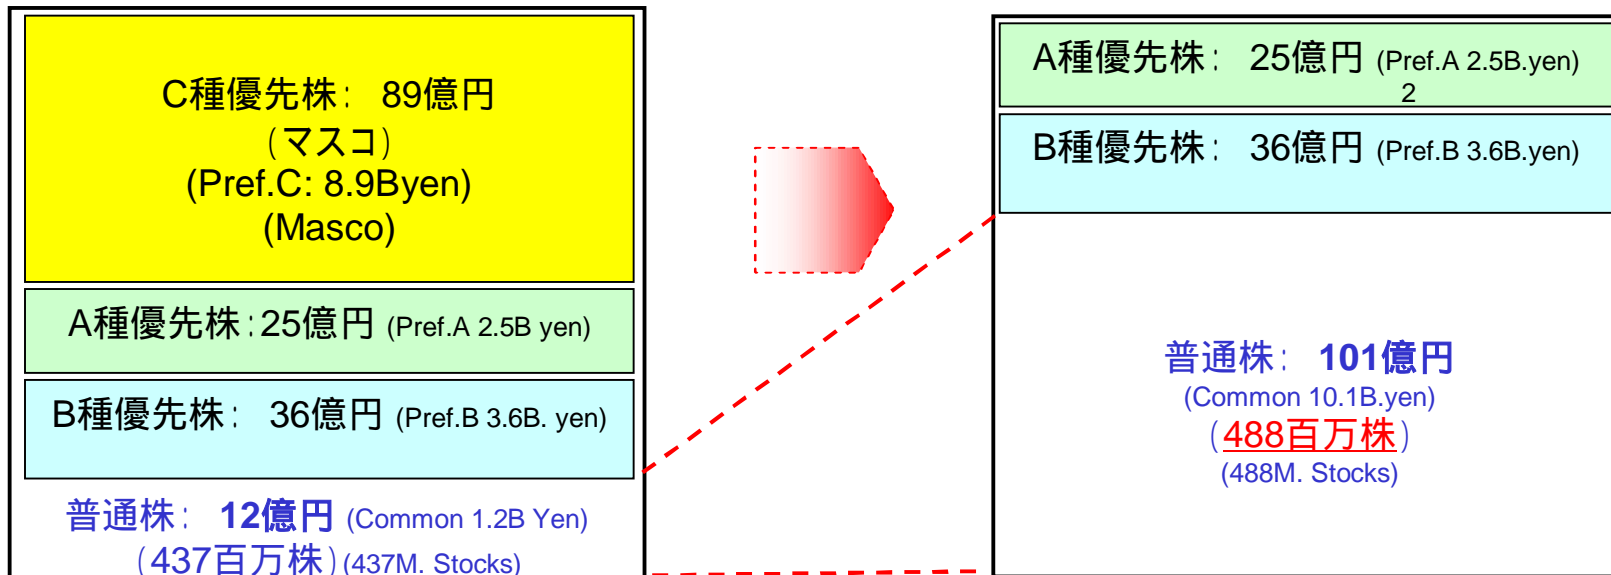 C種優先株： 89億円
(マスコ)
(Pref.C: 8.9Byen)
(Masco)
A種優先株：25億円 (Pref.A 2.5B yen)
B種優先株： 36億円 (Pref.B 3.6B. yen)
普通株： 12億円 (Common 1.2B Yen)
(437百万株) (437M. Stocks)
A種優先株： 25億円 (Pref.A 2.5B.yen)
2
B種優先株： 36億円 (Pref.B 3.6B.yen)
普通株： 101億円
(Common 10.1B.yen)
(488百万株)
(488M. Stocks)